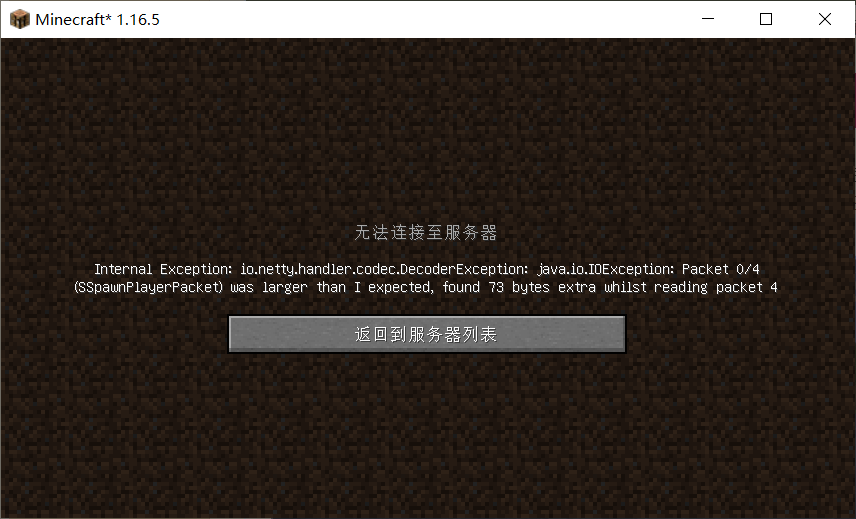 Minecraft* 1.16.5
无法连接至服务器
Internal Exception: io.netty.handler.codec.DecoderException: java.io.IOException: Packet 0/4
(SSpawnPlayerPacket) was larger than I expected, found 73 bytes extra whilst reading packet 4
返回到服务器列表